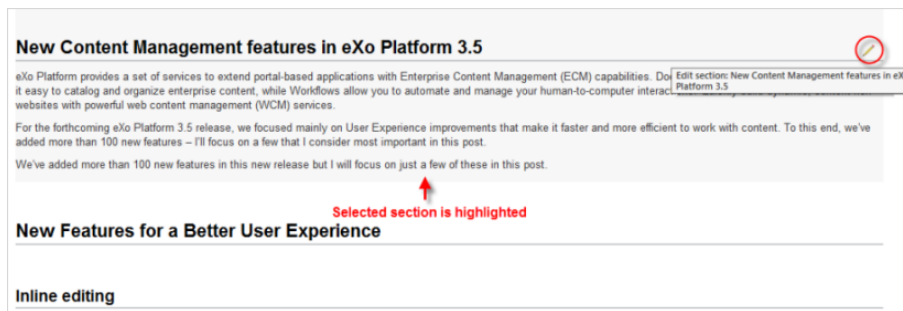 New Content Management features in eXo Platform 3.5
eXo Platform provides a set of services to extend portal-based applications with Enterprise Content Management (ECM) capabilities.
Edit section: New Content Management features in eX
Platform 3.5
it easy to catalog and organize enterprise content, while Workflows allow you to automate and manage your human-to-computer
websites with powerful web content management (WCM) services.
For the forthcoming eXo Platform 3.5 release, we focused mainly on User Experience improvements that make it faster and more efficient to work with content. To this end, we've
added more than 100 new features – I'll focus on a few that I consider most important in this post.
We've added more than 100 new features in this new release but I will focus on just a few of these in this post.
Selected section is highlighted
New Features for a Better User Experience
Inline editing